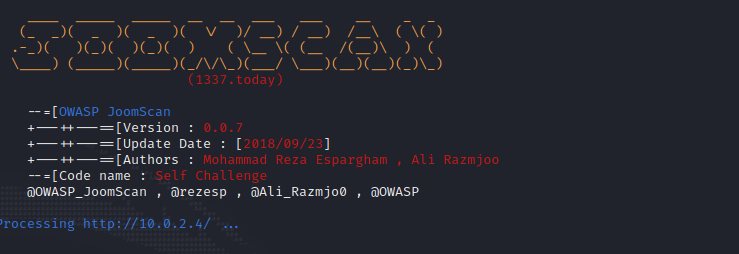 ____  _____  _____  __  __  ___   ___    __    _  _
   (_  _)(  _  )(  _  )(  \/  )/ __) / __)  /__\  ( \( )
  .-_)(   )(_)(  )(_)(  )    ( \__ \( (__  /(__)\  )  (
  \____) (_____)(_____)(_/\/\_)(___/ \___)(__)(__)(_)\_)
(1337.today)
--=[OWASP JoomScan
+---++---==[Version : 0.0.7
+---++---==[Update Date : [2018/09/23]
+---++---==[Authors : Mohammad Reza Espargham , Ali Razmjoo
--=[Code name : Self Challenge
@OWASP_JoomScan , @rezesp , @Ali_Razmjo0 , @OWASP
Processing http://10.0.2.4/ ...